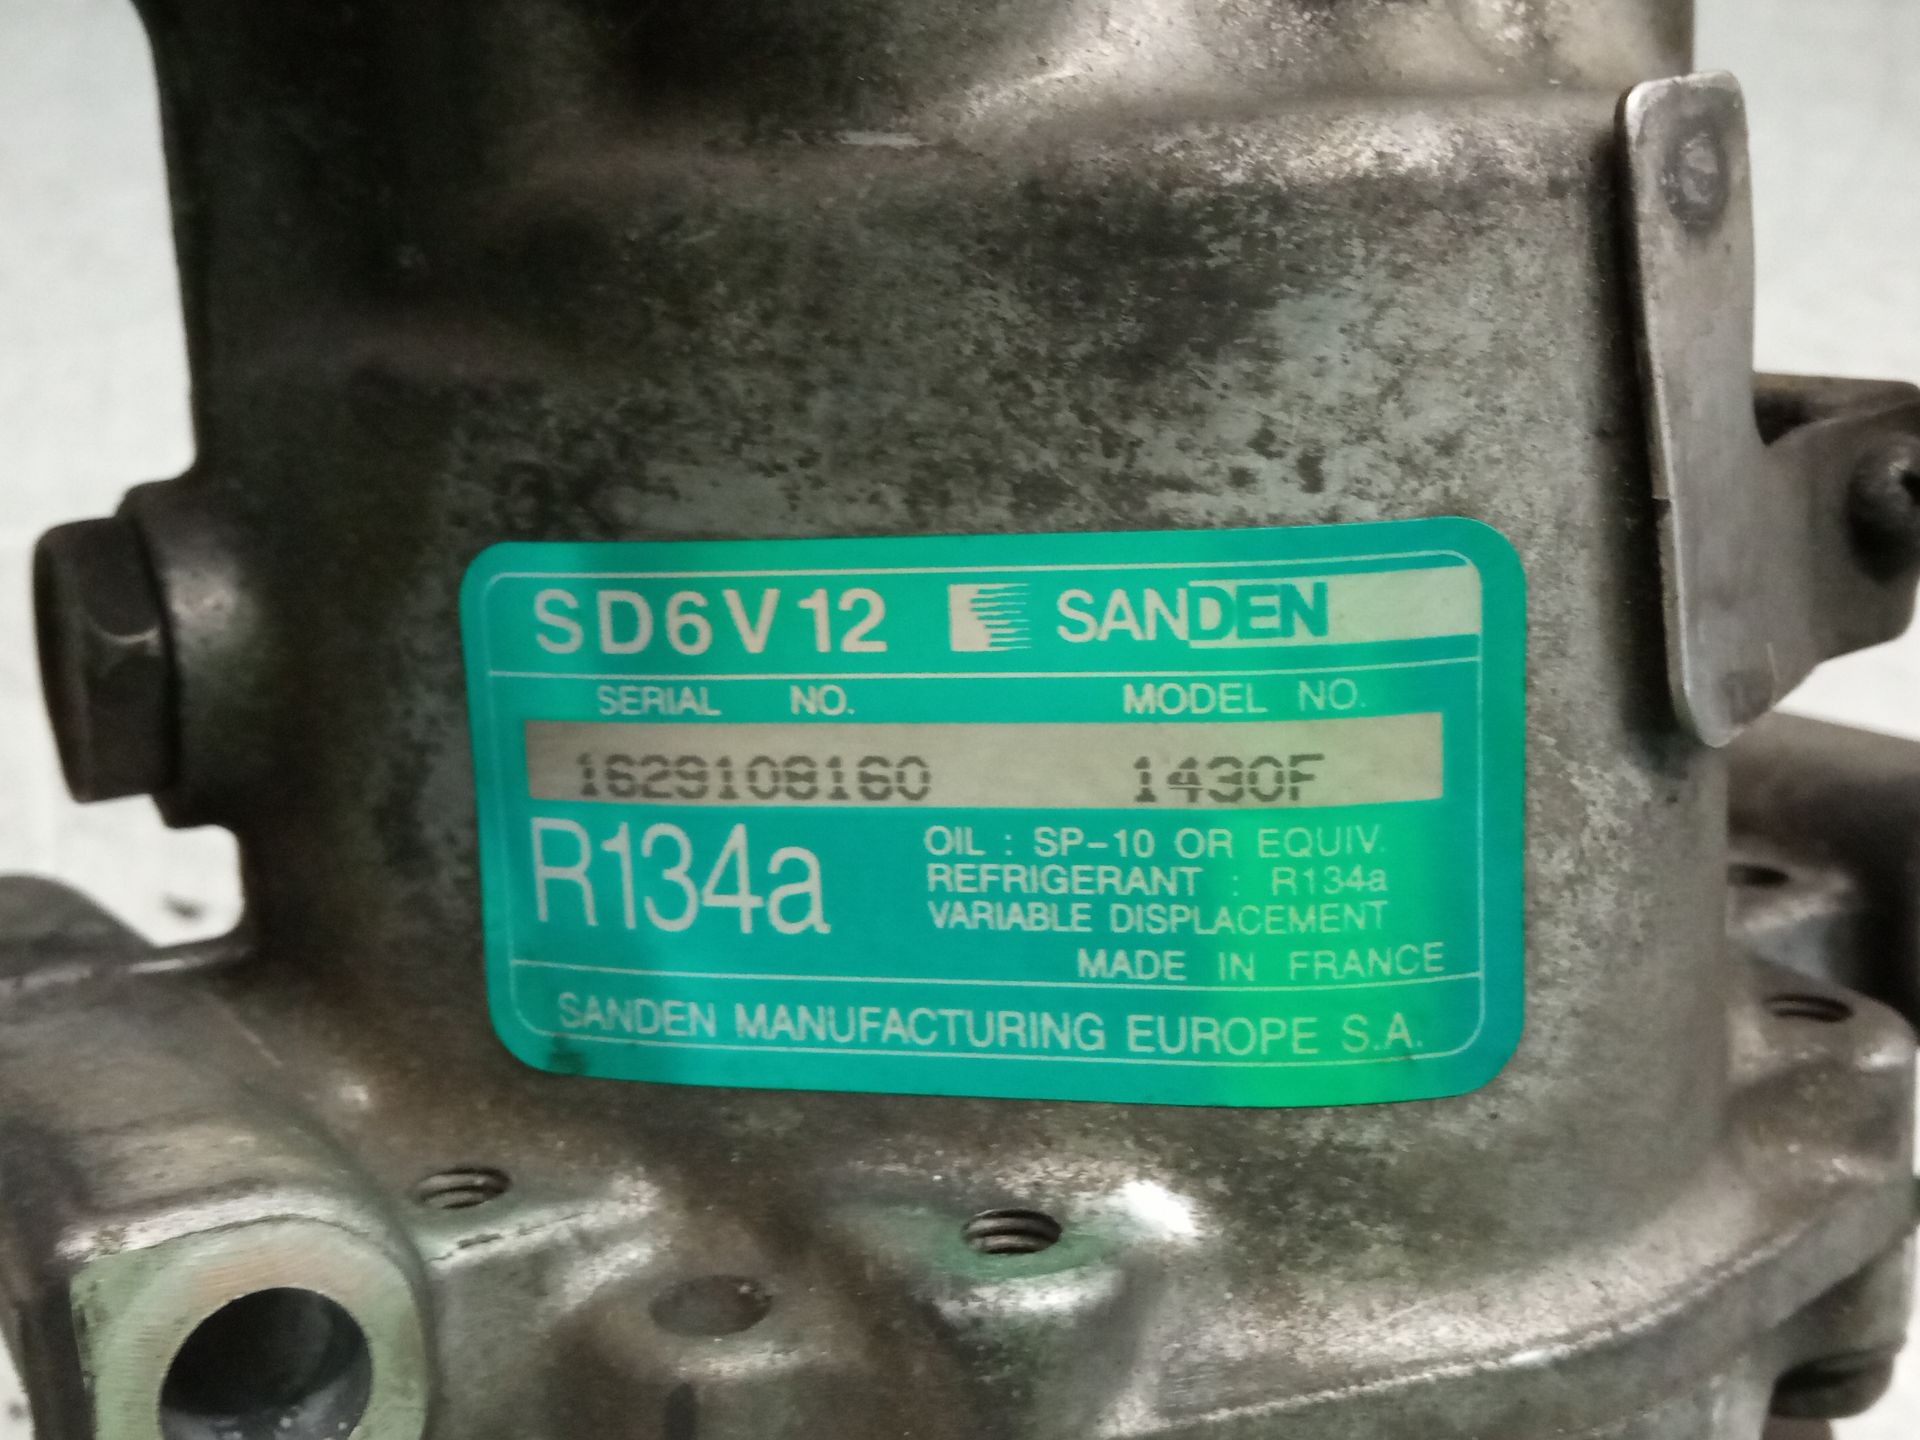 SD6V12 SANDEN
SERIAL NO. MODEL NO.
1629108160 1430F
R134a
OIL : SP-10 OR EQUIV.
REFRIGERANT : R134a
VARIABLE DISPLACEMENT
MADE IN FRANCE
SANDEN MANUFACTURING EUROPE S.A.